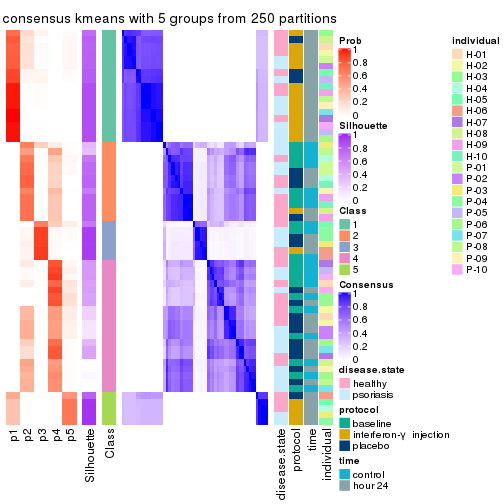 consensus kmeans with 5 groups from 250 partitions
p1
p2
p3
p4
p5
Silhouette
Class
disease.state
protocol
time
individual
Prob
1
0.8
0.6
0.4
0.2
0
Silhouette
1
0.8
0.6
0.4
0.2
0
Class
1
2
3
4
5
Consensus
1
0.8
0.6
0.4
0.2
0
disease.state
healthy
psoriasis
protocol
baseline
interferon-γ injection
placebo
time
control
hour 24
individual
H-01
H-02
H-03
H-04
H-05
H-06
H-07
H-08
H-09
H-10
P-01
P-02
P-03
P-04
P-05
P-06
P-07
P-08
P-09
P-10